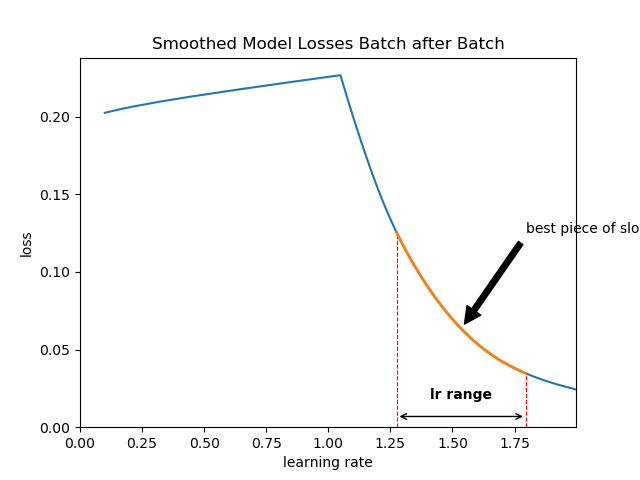 Smoothed Model Losses Batch after Batch
0.20
0.15
0.10
0.05
0.00
loss
best piece of slo
lr range
0.00 0.25 0.50 0.75 1.00 1.25 1.50 1.75
learning rate